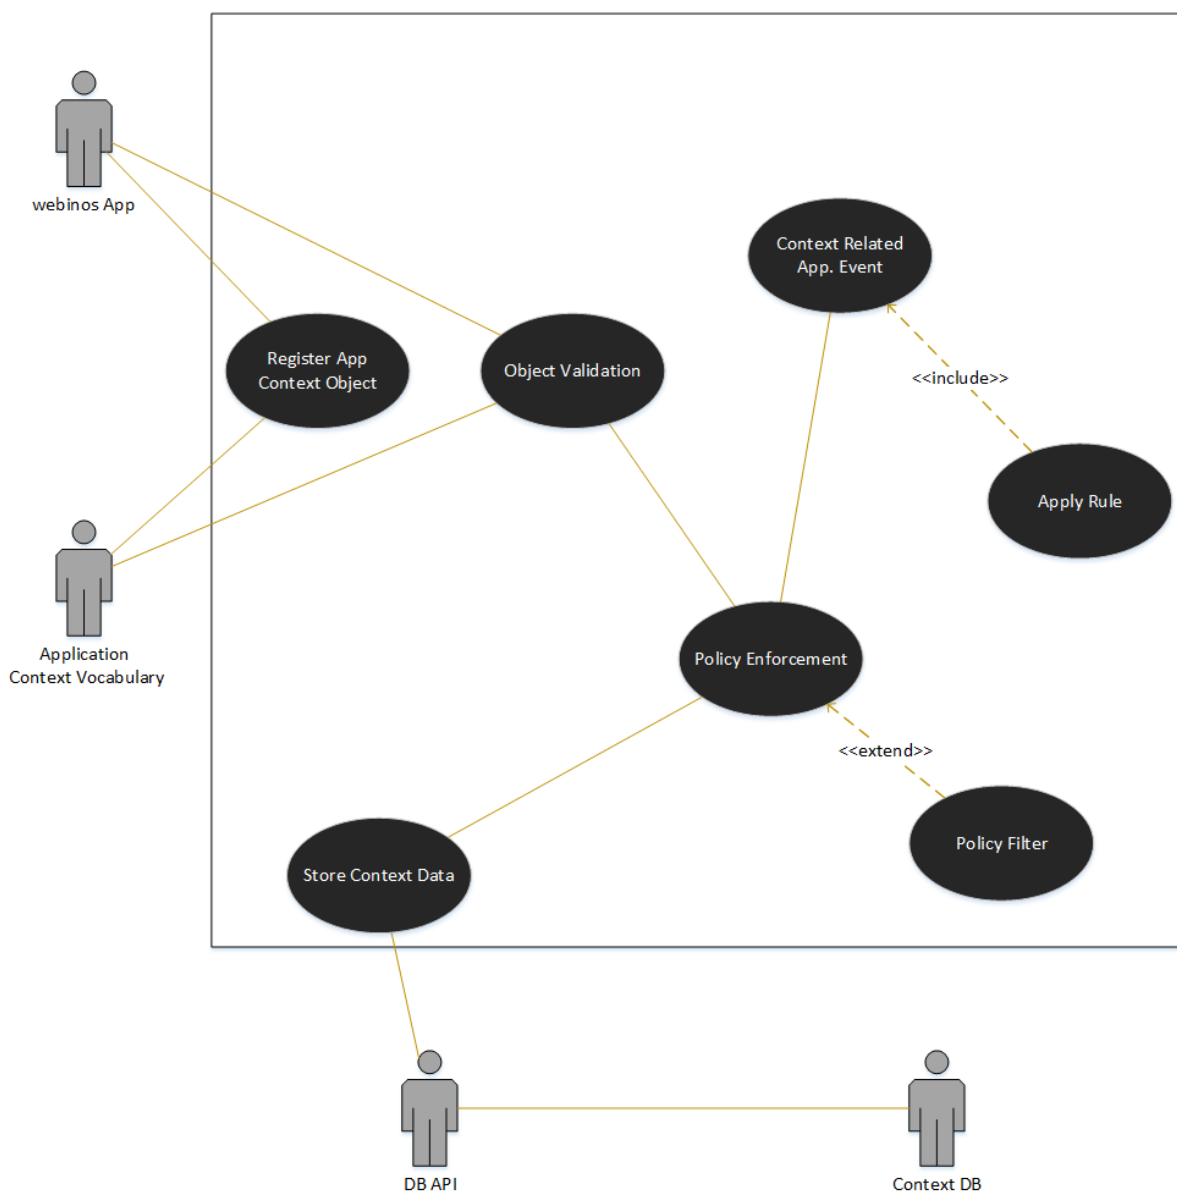 webinos App
Context Related
App. Event
Register App
Context Object
Object Validation
<<include>>
Apply Rule
Application
Context Vocabulary
Policy Enforcement
<<extend>>
Policy Filter
Store Context Data
DB API
Context DB